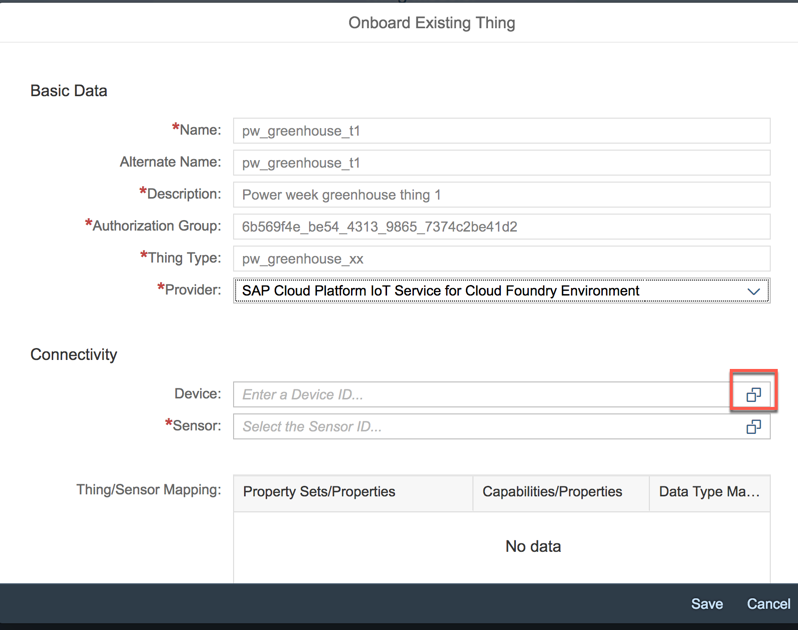 Onboard Existing Thing
Basic Data
*Name: pw_greenhouse_t1
Alternate Name: pw_greenhouse_t1
*Description: Power week greenhouse thing 1
*Authorization Group: 6b569f4e_be54_4313_9865_7374c2be41d2
*Thing Type: pw_greenhouse_xx
*Provider: SAP Cloud Platform IoT Service for Cloud Foundry Environment
Connectivity
Device: Enter a Device ID...
*Sensor: Select the Sensor ID...
Thing/Sensor Mapping: Property Sets/Properties Capabilities/Properties Data Type Ma...
No data
Save Cancel